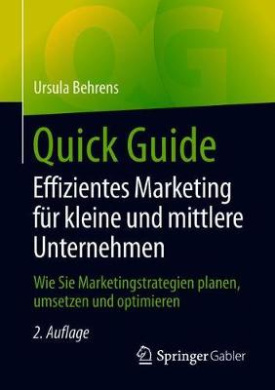 QG
Ursula Behrens
Quick Guide
Effizientes Marketing
für kleine und mittlere
Unternehmen
Wie Sie Marketingstrategien planen,
umsetzen und optimieren
2. Auflage
Springer Gabler